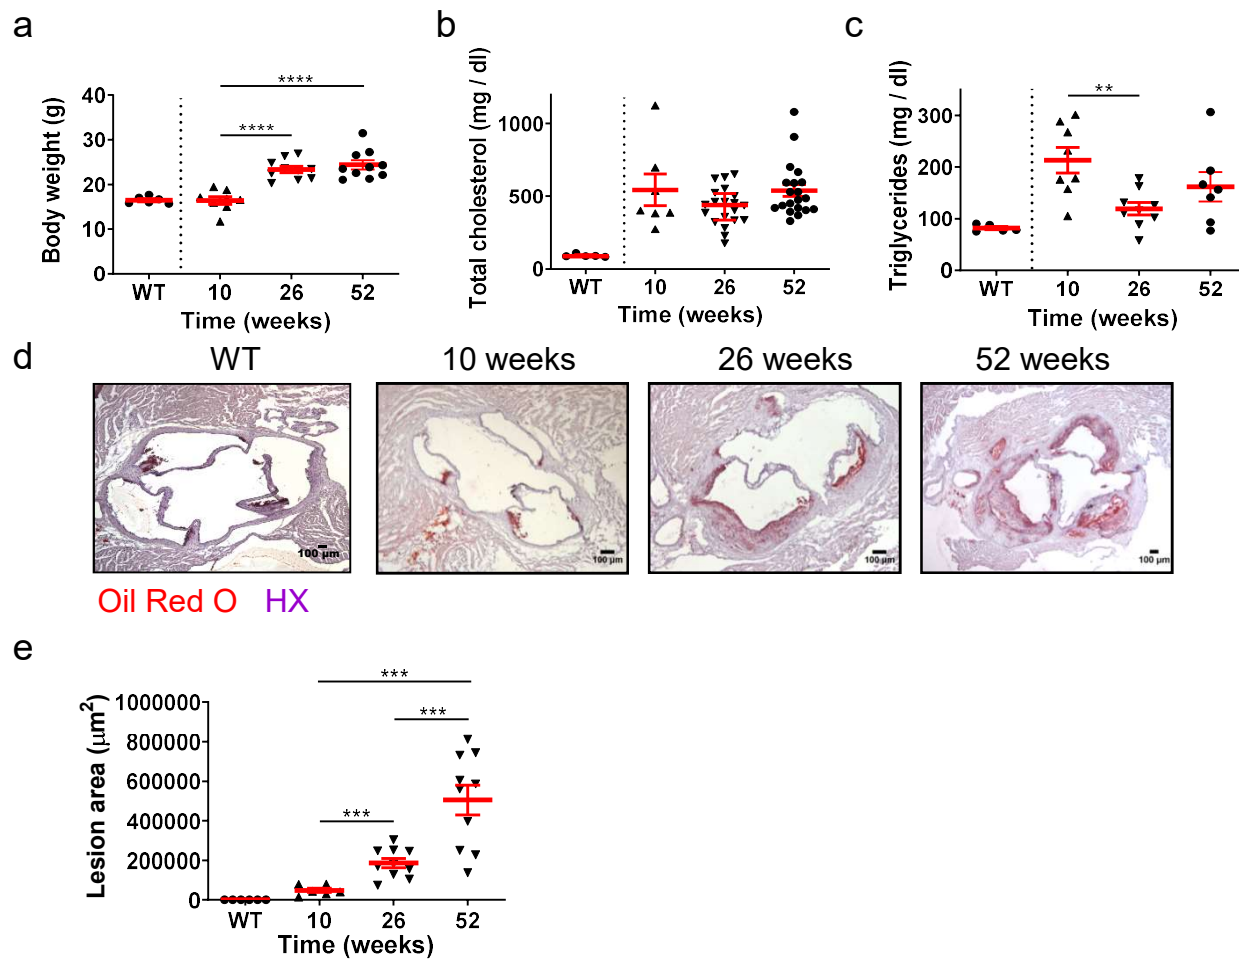 a
b
c
Body weight (g)
40
30
20
10
0
****
****
WT
10
26
52
Time (weeks)
Total cholesterol (mg / dl)
1000
500
0
WT
10
26
52
Time (weeks)
Triglycerides (mg / dl)
300
200
100
0
**
WT
10
26
52
Time (weeks)
d
WT
10 weeks
26 weeks
52 weeks
100 µm
100 µm
100 µm
100 µm
Oil Red O HX
e
Lesion area (µm²)
1000000
800000
600000
400000
200000
0
***
***
***
WT
10
26
52
Time (weeks)